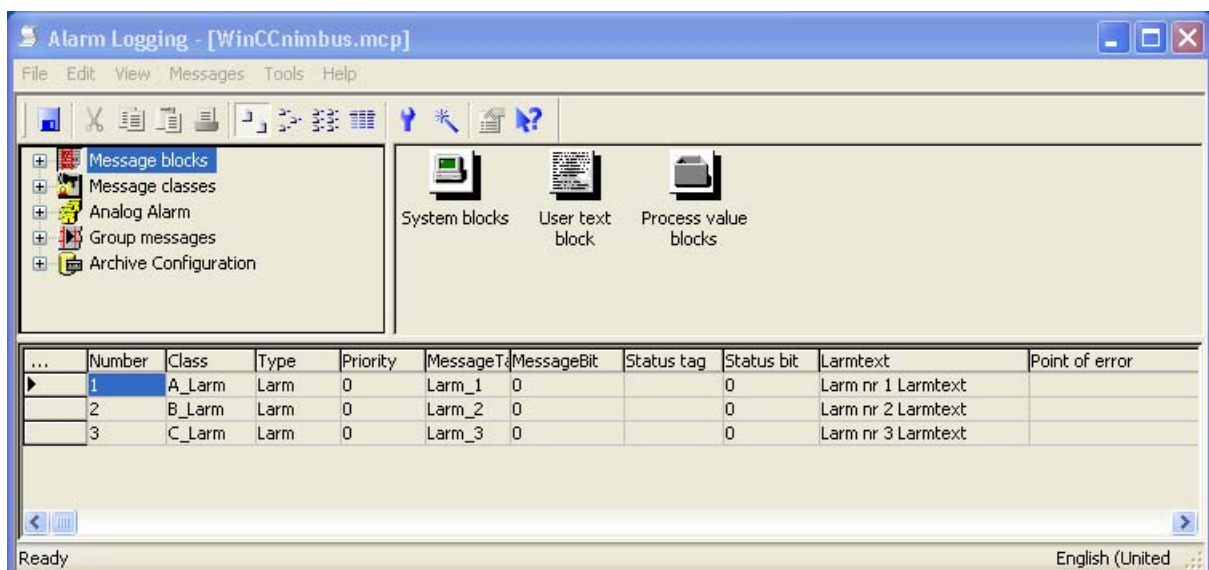 Alarm Logging - [WinCCnimbus.mcp]
File Edit View Messages Tools Help
Message blocks
Message classes
Analog Alarm
Group messages
Archive Configuration
System blocks
User text block
Process value blocks
... Number Class Type Priority MessageTa MessageBit Status tag Status bit Larmtext Point of error
1 A_Larm Larm 0 Larm_1 0 0 Larm nr 1 Larmtext
2 B_Larm Larm 0 Larm_2 0 0 Larm nr 2 Larmtext
3 C_Larm Larm 0 Larm_3 0 0 Larm nr 3 Larmtext
Ready English (United